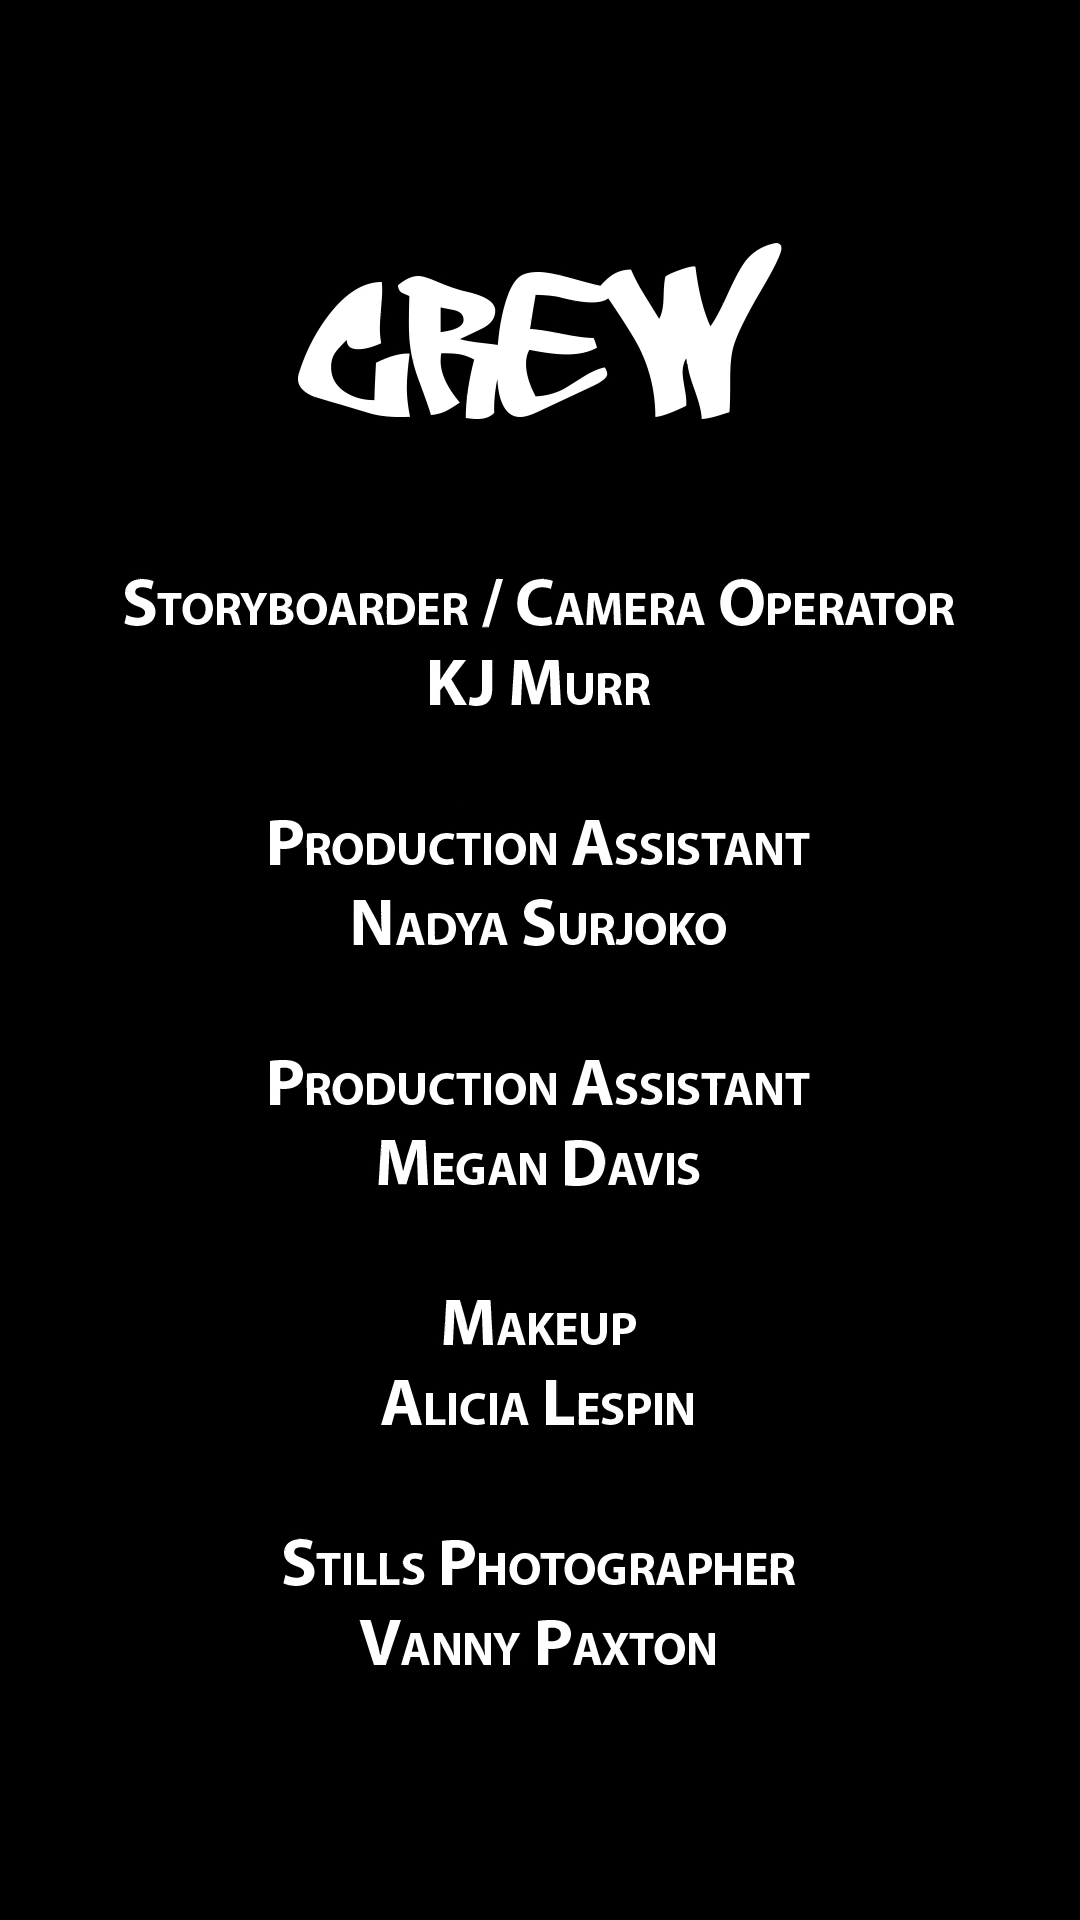 CREW
Storyboarder / Camera Operator
KJ Murr
Production Assistant
Nadya Surjoko
Production Assistant
Megan Davis
Makeup
Alicia Lespin
Stills Photographer
Vanny Paxton